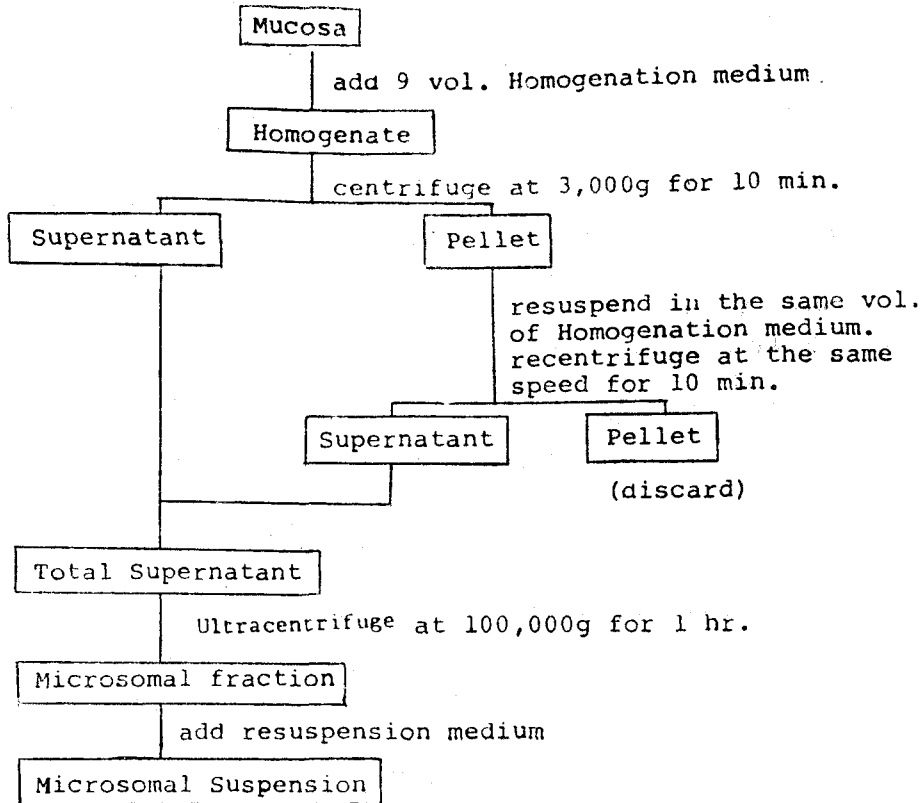 Mucosa
add 9 vol. Homogenation medium.
Homogenate
centrifuge at 3,000g for 10 min.
Supernatant
Pellet
resuspend in the same vol.
of Homogenation medium.
recentrifuge at the same
speed for 10 min.
Supernatant
Pellet
(discard)
Total Supernatant
Ultracentrifuge at 100,000g for 1 hr.
Microsomal fraction
add resuspension medium
Microsomal Suspension